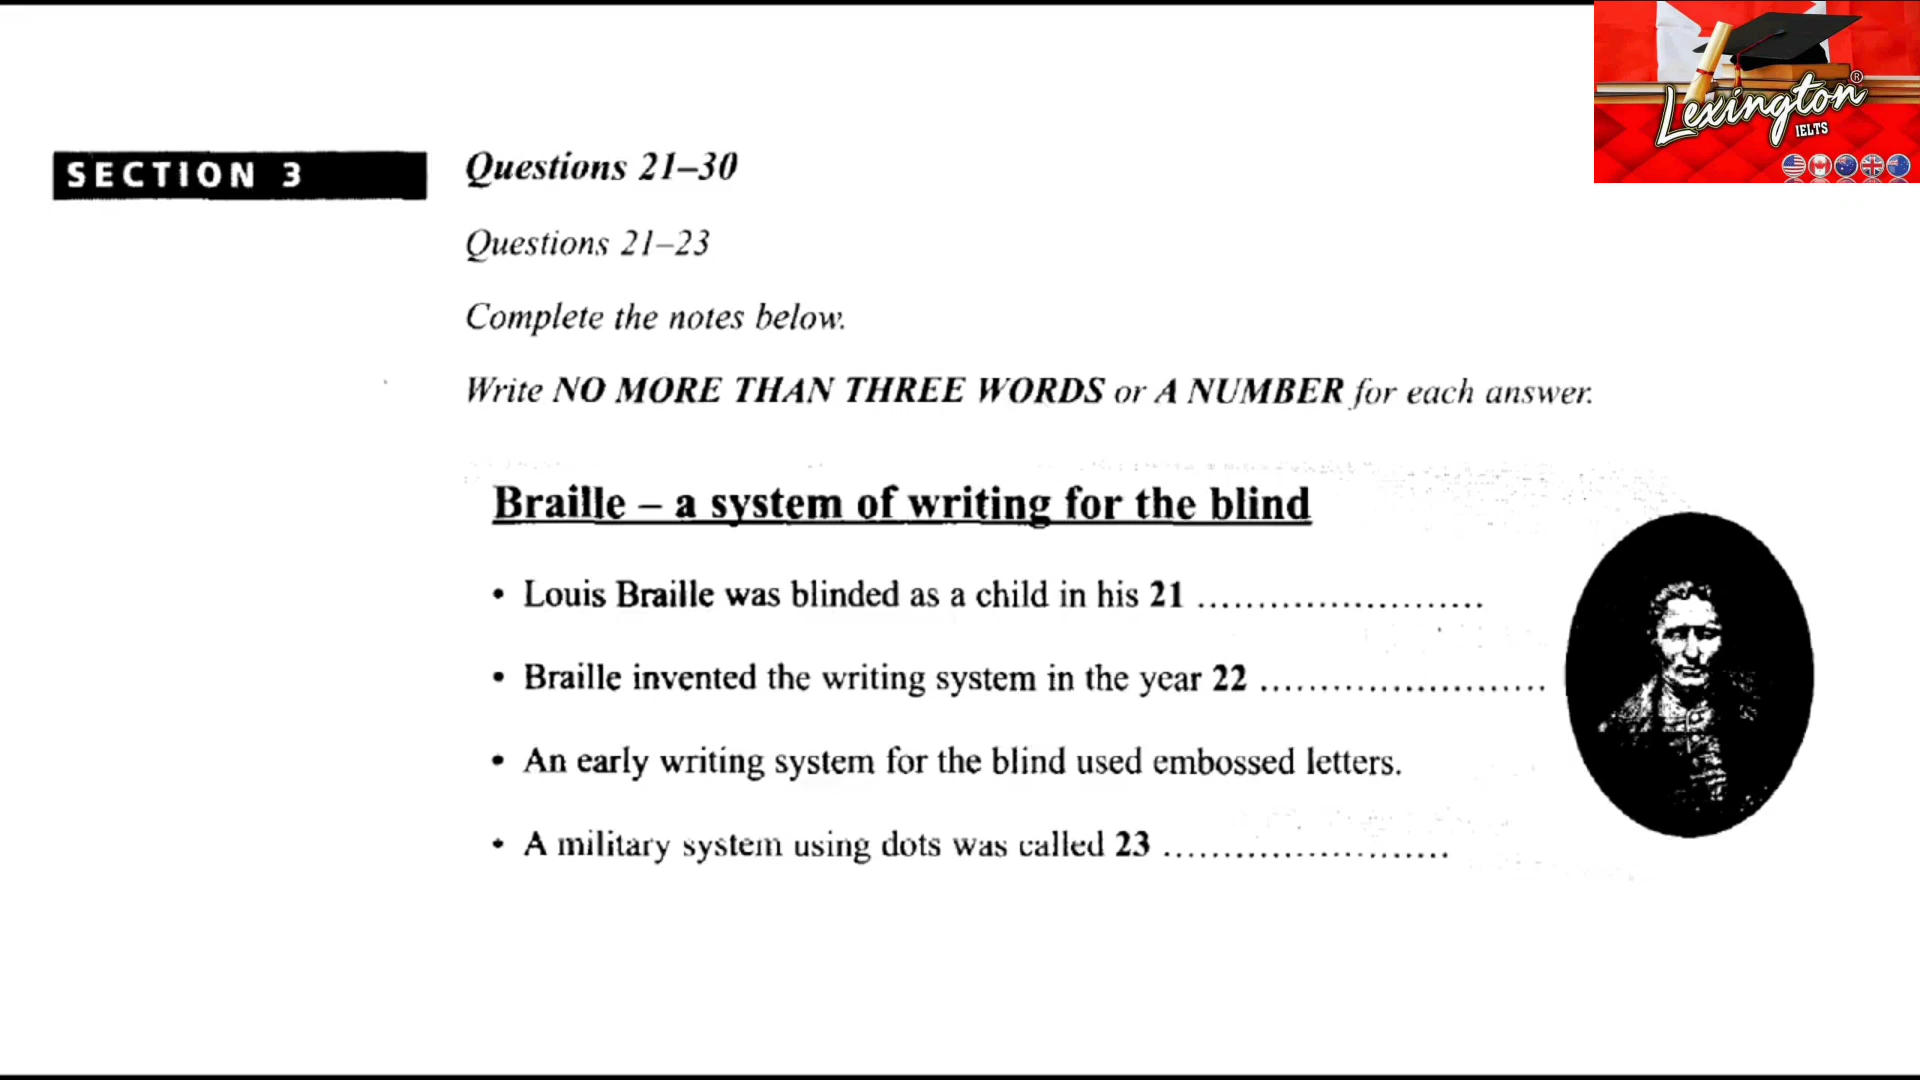 Lexington®
IELTS
SECTION 3
Questions 21–30
Questions 21–23
Complete the notes below.
Write NO MORE THAN THREE WORDS or A NUMBER for each answer.
Braille – a system of writing for the blind
• Louis Braille was blinded as a child in his 21 ........................
• Braille invented the writing system in the year 22 ........................
• An early writing system for the blind used embossed letters.
• A military system using dots was called 23 ........................